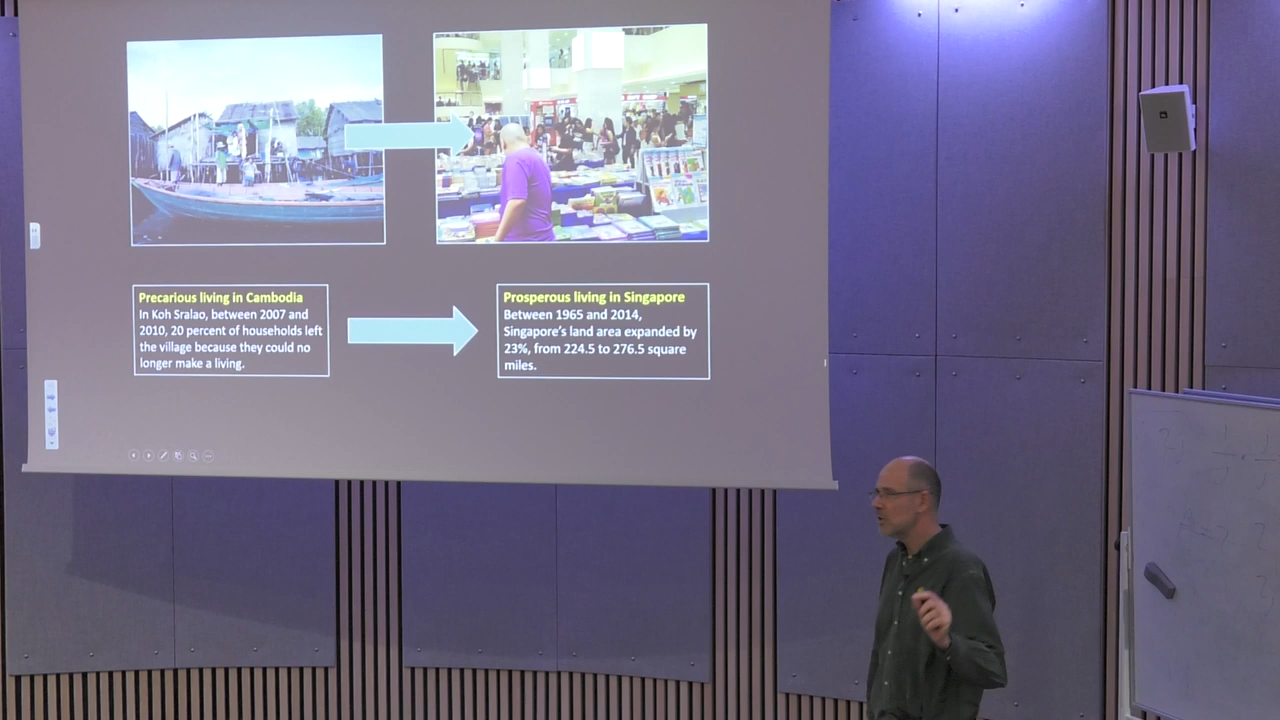 Precarious living in Cambodia
In Koh Sralao, between 2007 and
2010, 20 percent of households left
the village because they could no
longer make a living.
Prosperous living in Singapore
Between 1965 and 2014,
Singapore's land area expanded by
23%, from 224.5 to 276.5 square
miles.